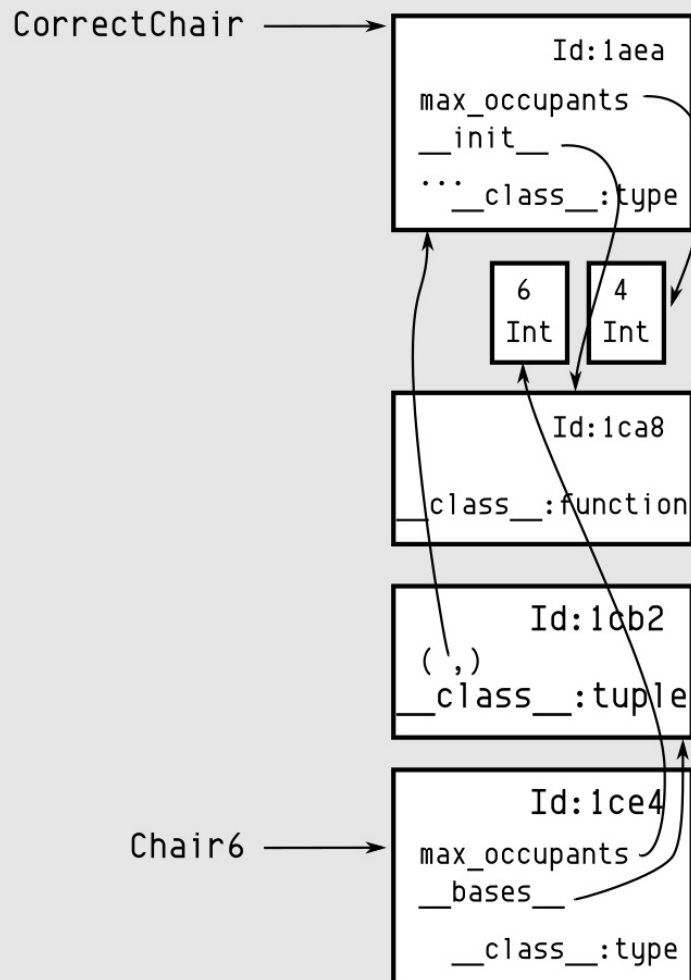 CorrectChair
Id:1aea
max_occupants
__init__
...
__class__:type
6
Int
4
Int
Id:1ca8
__class__:function
Id:1cb2
( ,)
__class__:tuple
Id:1ce4
Chair6
max_occupants
__bases__
__class__:type